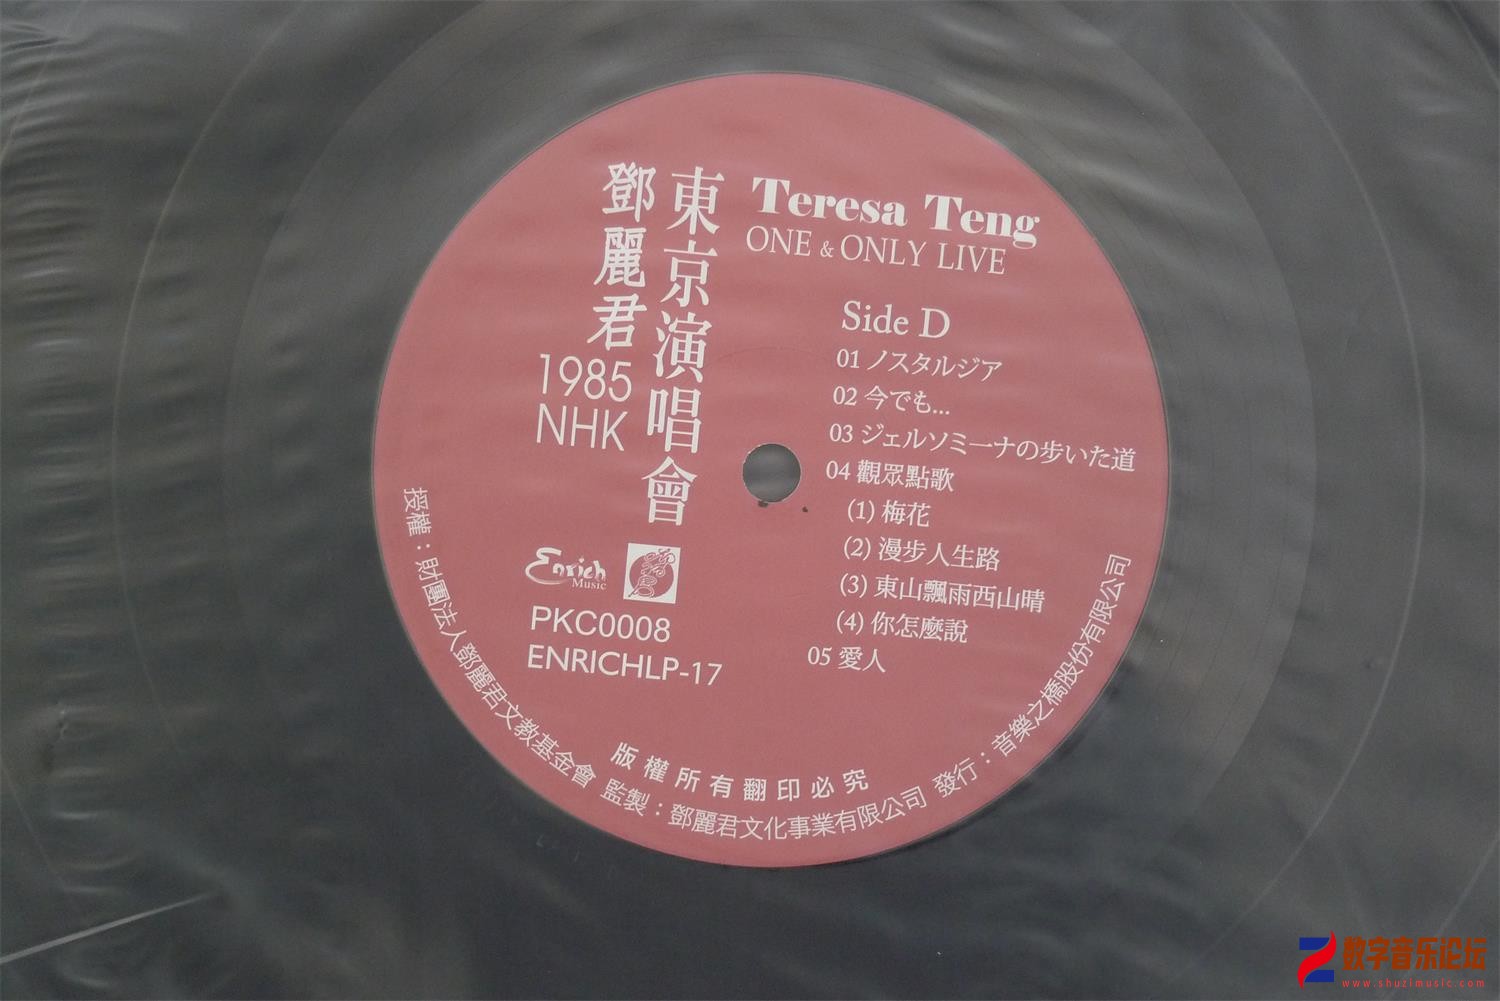 東京演唱會
鄧麗君
1985
NHK
Teresa Teng
ONE & ONLY LIVE
Side D
01 ノスタルジア
02 今でも...
03 ジェルソミーナの歩いた道
04 觀眾點歌
(1) 梅花
(2) 漫步人生路
(3) 東山飄雨西山晴
(4) 你怎麼說
05 愛人
Enrich
Music
PKC0008
ENRICHLP-17
版權所有翻印必究
授權：財團法人鄧麗君文教基金會 監製：鄧麗君文化事業有限公司 發行：音樂之橋股份有限公司
数字音乐论坛
www.shuzimusic.com